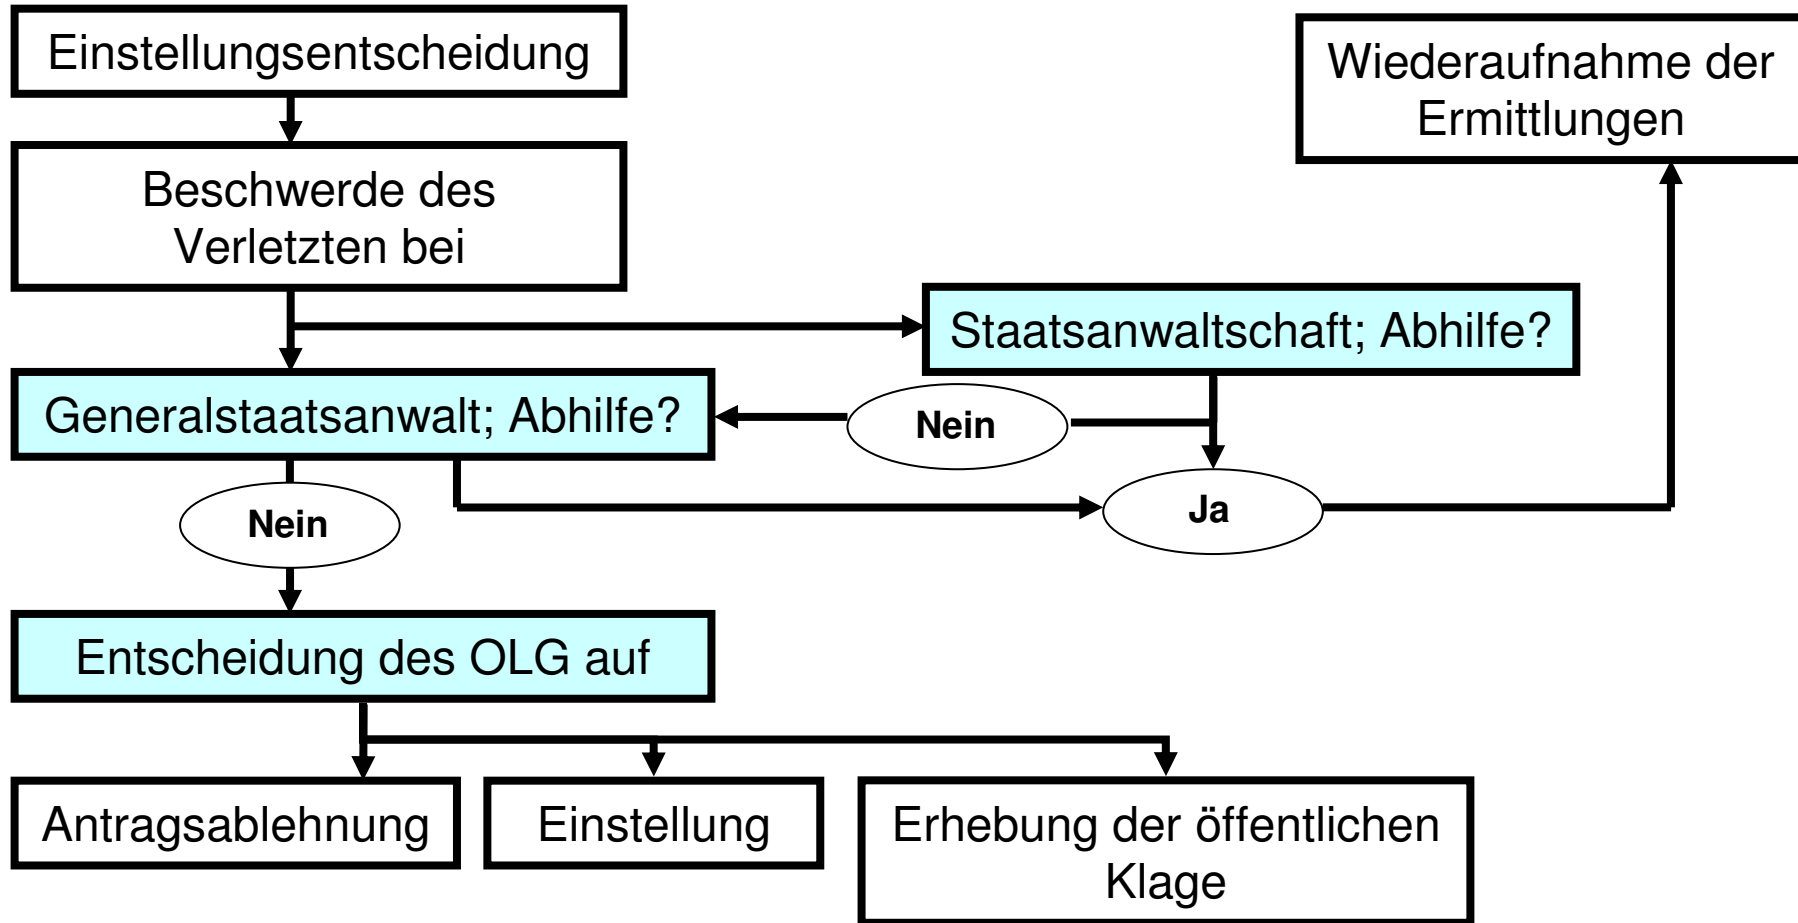 Einstellungsentscheidung
Wiederaufnahme der
Ermittlungen
Beschwerde des
Verletzten bei
Staatsanwaltschaft; Abhilfe?
Generalstaatsanwalt; Abhilfe?
Nein
Ja
Nein
Entscheidung des OLG auf
Antragsablehnung
Einstellung
Erhebung der öffentlichen
Klage